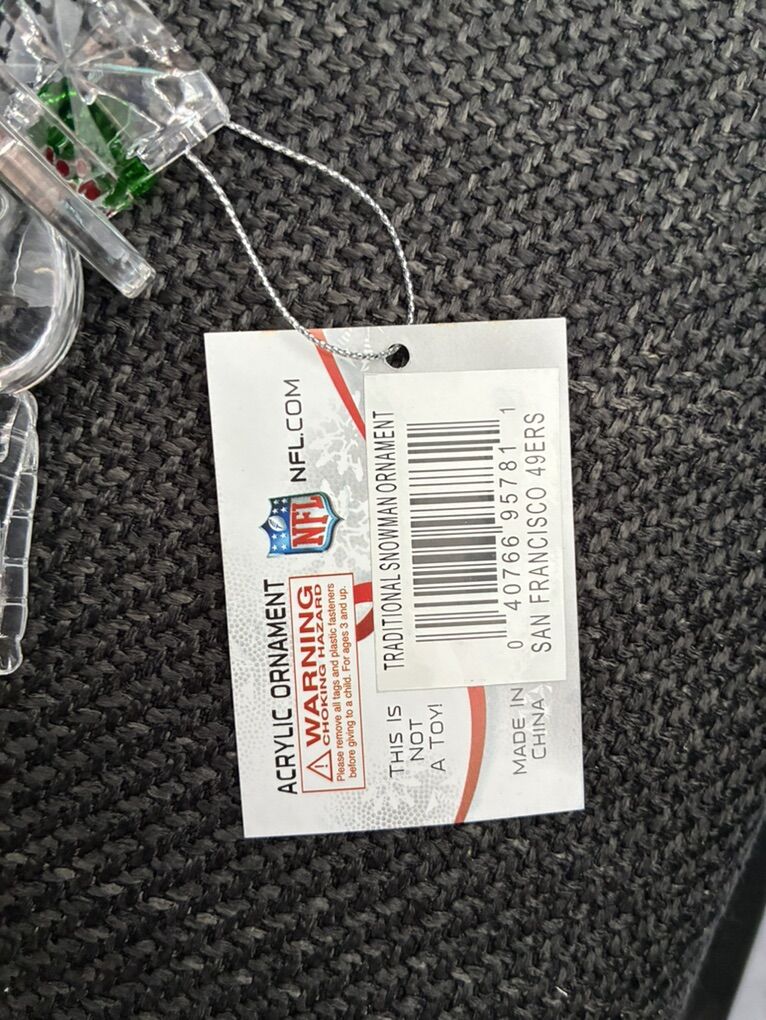 ACRYLIC ORNAMENT
NFL
NFL.COM
WARNING
CHOKING HAZARD
Please remove all tags and plastic fasteners
before giving to a child. For ages 3 and up.
THIS IS
NOT
A TOY!
TRADITIONAL SNOWMAN ORNAMENT
0 40766 95781 1
SAN FRANCISCO 49ERS
MADE IN
CHINA